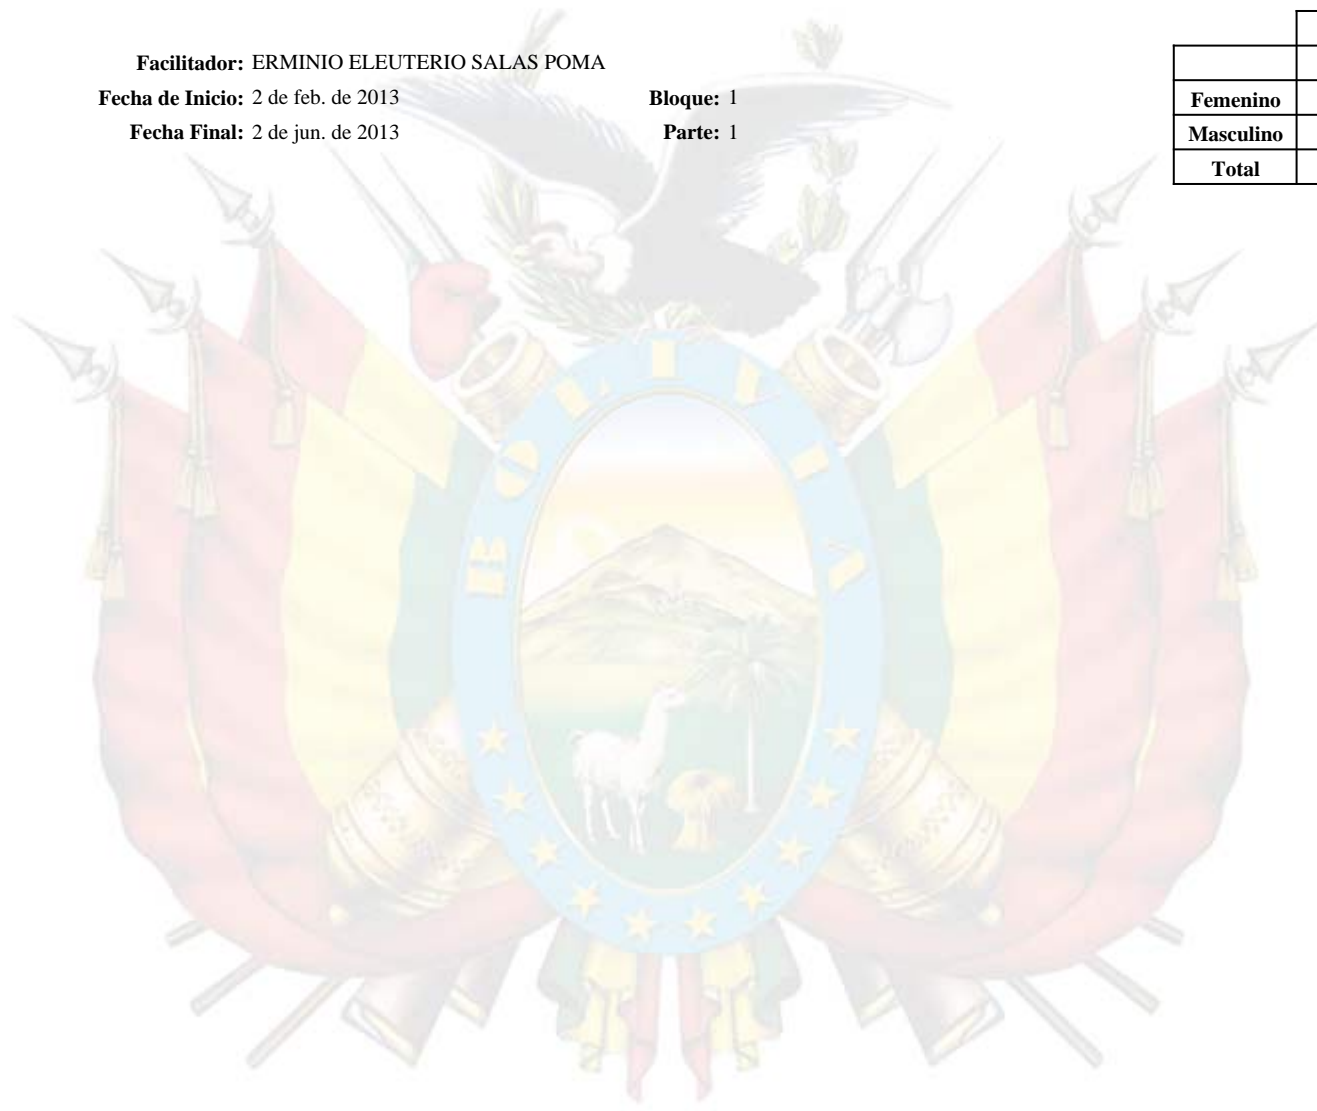 Facilitador: ERMINIO ELEUTERIO SALAS POMA
Fecha de Inicio: 2 de feb. de 2013 Bloque: 1
Fecha Final: 2 de jun. de 2013 Parte: 1
Femenino
Masculino
Total
BOLIVIA